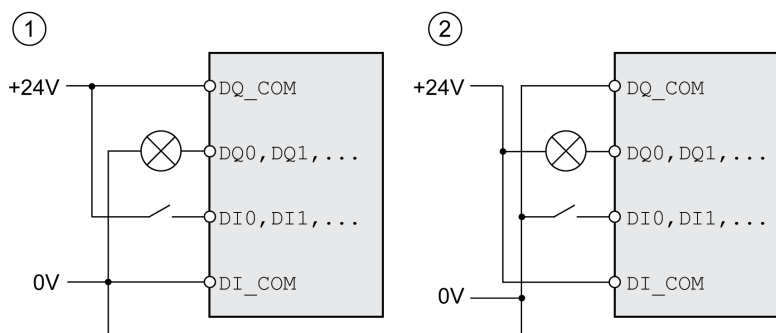 1
+24V
DQ_COM
DQ0,DQ1,...
DI0,DI1,...
0V
DI_COM
2
+24V
DQ_COM
DQ0,DQ1,...
DI0,DI1,...
0V
DI_COM